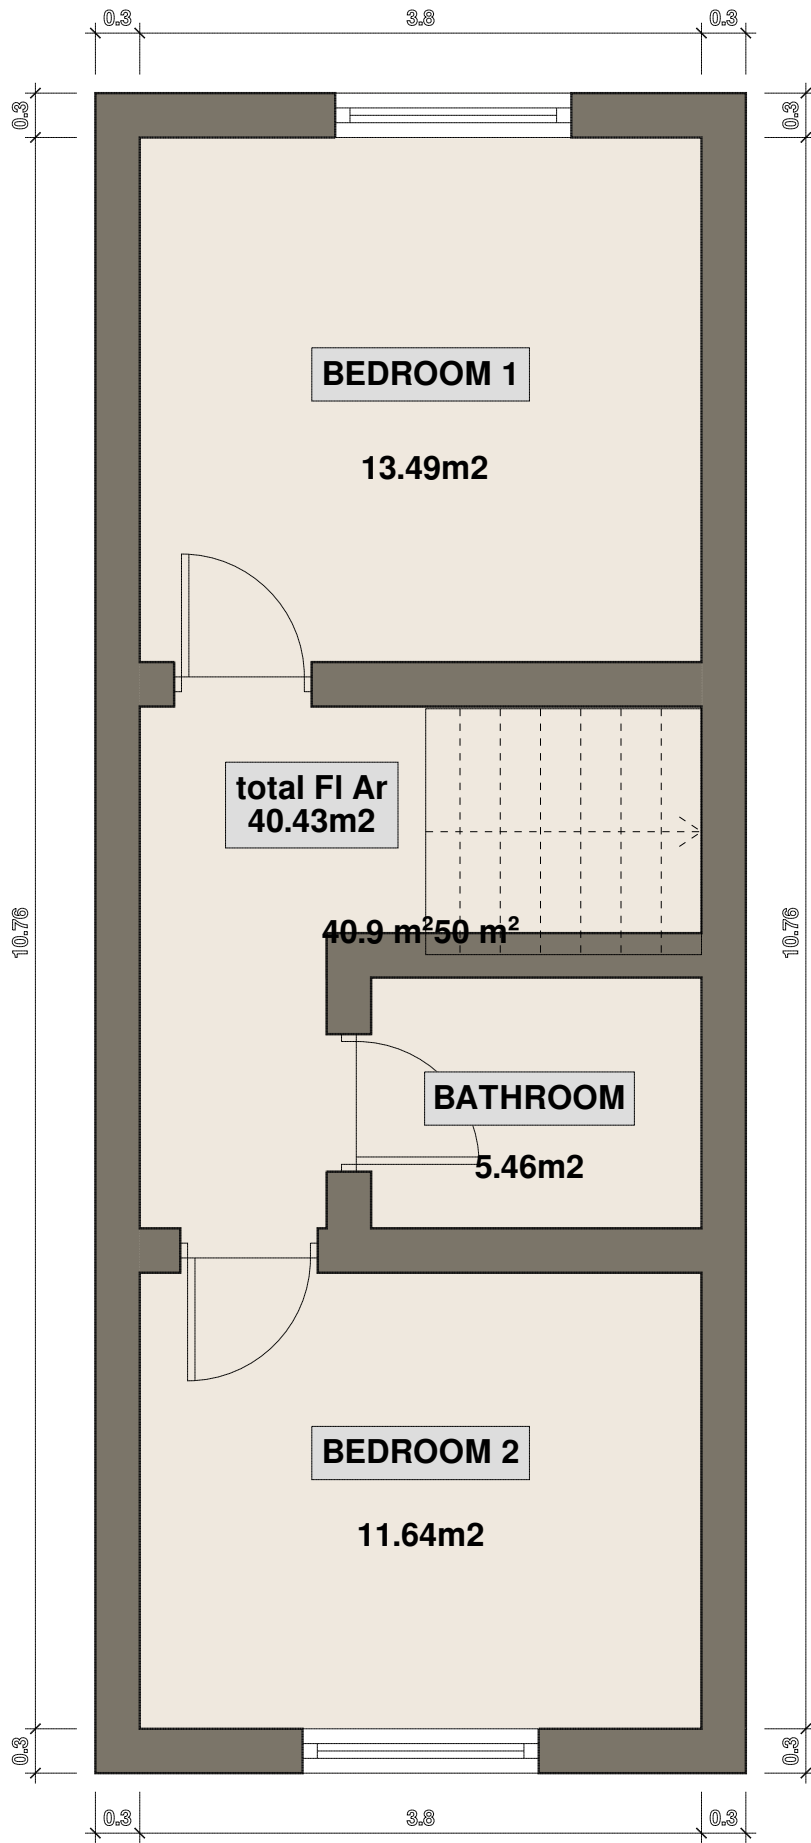 0.3 3.8 0.3
0.3 0.3
BEDROOM 1
13.49m2
total Fl Ar
40.43m2
10.76 10.76
40.9 m²50 m²
BATHROOM
5.46m2
BEDROOM 2
11.64m2
0.3 0.3
0.3 3.8 0.3